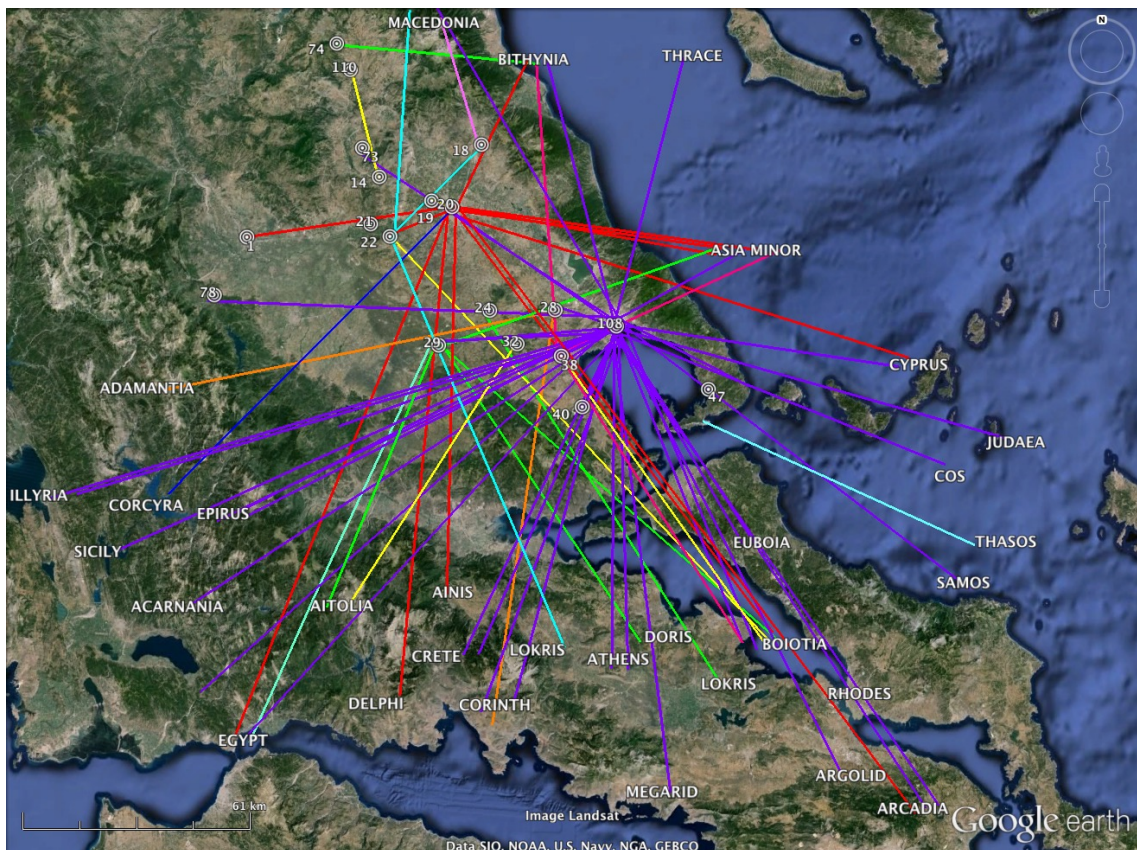 MACEDONIA
N
74
BITHYNIA
THRACE
110
18
73
14
20
19
21
22
1
ASIA MINOR
78
24
28
108
29
32
38
CYPRUS
ADAMANTIA
47
40
JUDAEA
COS
ILLYRIA
CORCYRA
EPIRUS
SICILY
EUBOIA
THASOS
SAMOS
AINIS
ACARNANIA
AITOLIA
DORIS
BOIOTIA
LOKRIS
CRETE
ATHENS
LOKRIS
RHODES
DELPHI
CORINTH
EGYPT
ARGOLID
MEGARID
ARCADIA
61 km
Image Landsat
Google earth
Data SIO, NOAA, U.S. Navy, NGA, GEBCO